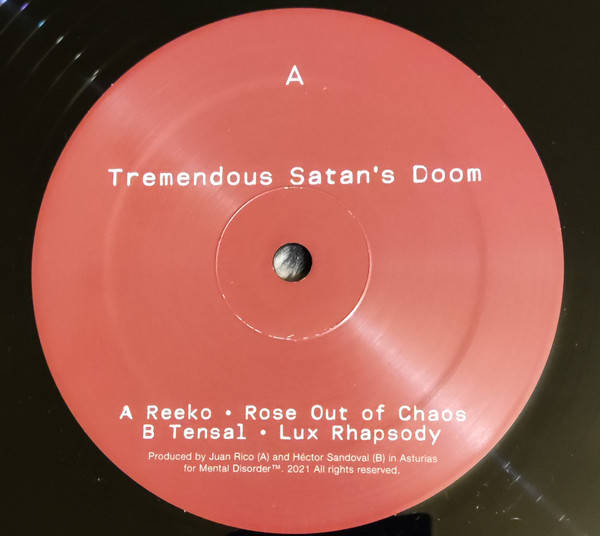 A
Tremendous Satan's Doom
A Reeko • Rose Out of Chaos
B Tensal • Lux Rhapsody
Produced by Juan Rico (A) and Héctor Sandoval (B) in Asturias
for Mental Disorder™. 2021 All rights reserved.